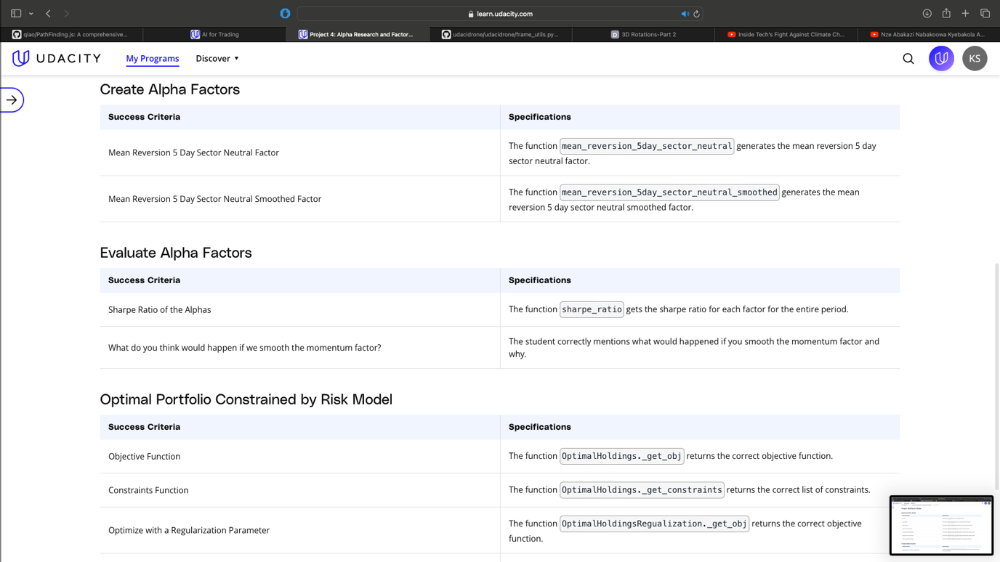 learn.udacity.com
qiao/PathFinding.js: A comprehensive...
AI for Trading
Project 4: Alpha Research and Factor...
udacidrone/udacidrone/frame_utils.py...
D 3D Rotations-Part 2
Inside Tech's Fight Against Climate Ch...
Nze Abakazi Nabakoowa Kyebakola A...
UDACITY
My Programs
Discover
KS
Create Alpha Factors
Success Criteria
Specifications
Mean Reversion 5 Day Sector Neutral Factor
The function mean_reversion_5day_sector_neutral generates the mean reversion 5 day
sector neutral factor.
Mean Reversion 5 Day Sector Neutral Smoothed Factor
The function mean_reversion_5day_sector_neutral_smoothed generates the mean
reversion 5 day sector neutral smoothed factor.
Evaluate Alpha Factors
Success Criteria
Specifications
Sharpe Ratio of the Alphas
The function sharpe_ratio gets the sharpe ratio for each factor for the entire period.
What do you think would happen if we smooth the momentum factor?
The student correctly mentions what would happened if you smooth the momentum factor and
why.
Optimal Portfolio Constrained by Risk Model
Success Criteria
Specifications
Objective Function
The function OptimalHoldings._get_obj returns the correct objective function.
Constraints Function
The function OptimalHoldings._get_constraints returns the correct list of constraints.
Optimize with a Regularization Parameter
The function OptimalHoldingsRegualization._get_obj returns the correct objective
function.